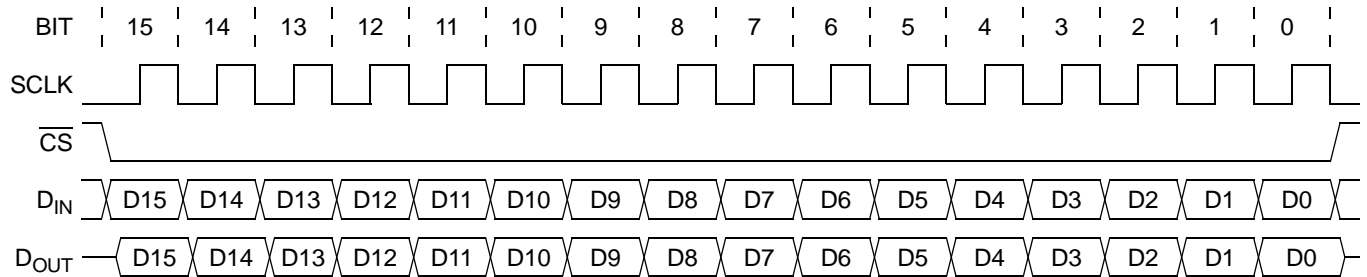 BIT 15 14 13 12 11 10 9 8 7 6 5 4 3 2 1 0
SCLK
CS
DIN D15 D14 D13 D12 D11 D10 D9 D8 D7 D6 D5 D4 D3 D2 D1 D0
DOUT D15 D14 D13 D12 D11 D10 D9 D8 D7 D6 D5 D4 D3 D2 D1 D0